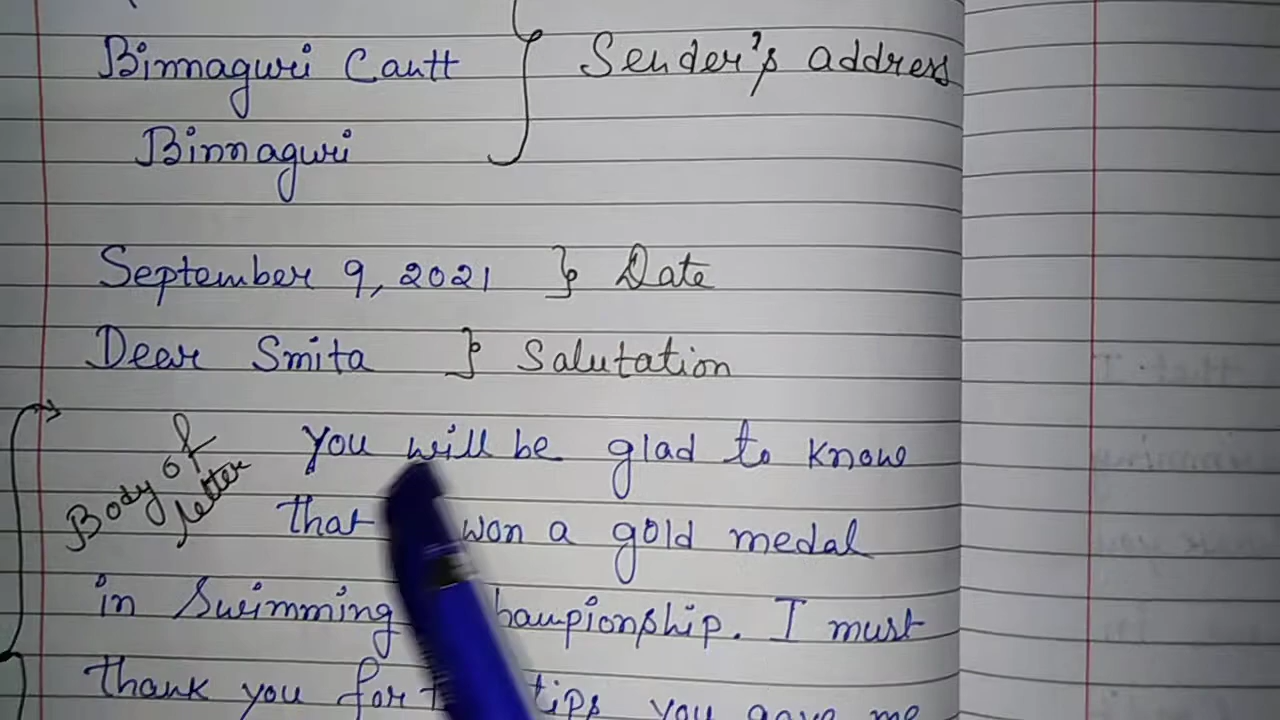 Binnaguri Cantt } Sender's address
Binnaguri
September 9, 2021 } Date
Dear Smita } Salutation
Body of letter
You will be glad to know
that won a gold medal
in Swimming hampionship. I must
thank you for tips you gave me